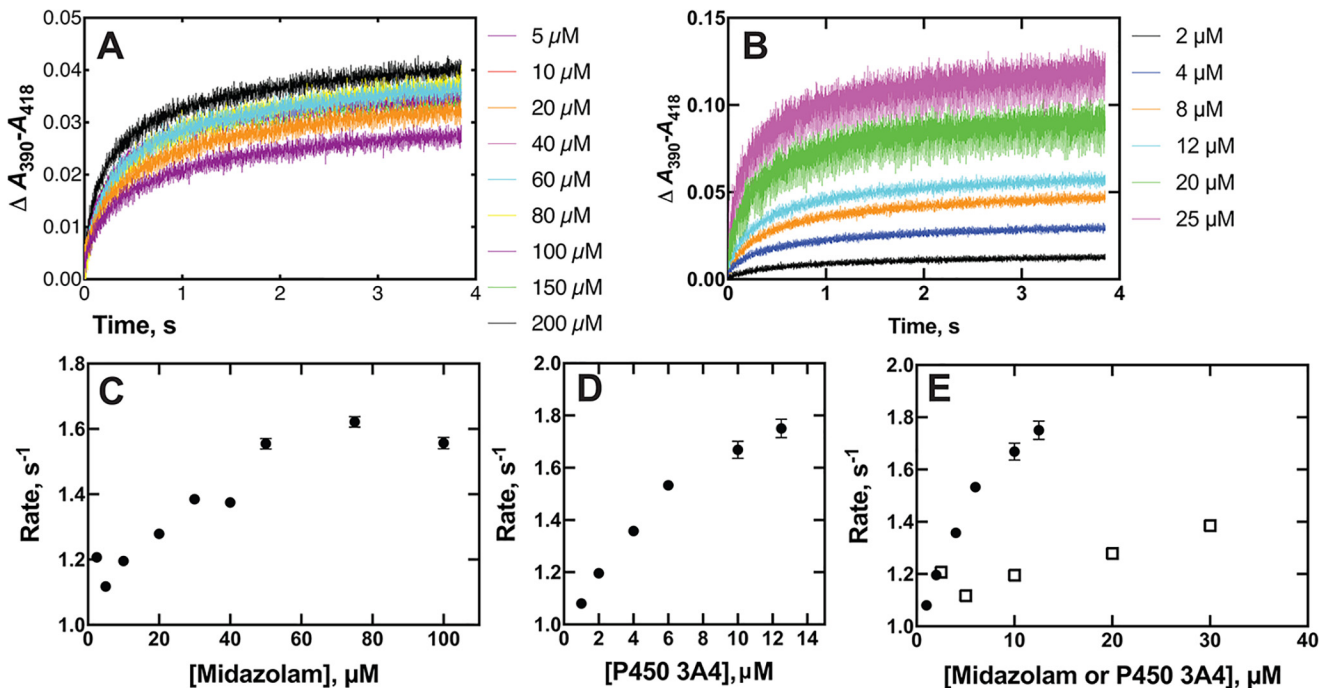 A
0.05
0.04
0.03
0.02
0.01
0.00
Δ A390-A418
0 1 2 3 4
Time, s
5 µM
10 µM
20 µM
40 µM
60 µM
80 µM
100 µM
150 µM
200 µM
B
0.15
0.10
0.05
0.00
Δ A390-A418
0 1 2 3 4
Time, s
2 µM
4 µM
8 µM
12 µM
20 µM
25 µM
C
1.8
1.6
1.4
1.2
1.0
Rate, s-1
0 20 40 60 80 100
[Midazolam], µM
D
2.0
1.8
1.6
1.4
1.2
1.0
Rate, s-1
0 2 4 6 8 10 12 14
[P450 3A4], µM
E
2.0
1.8
1.6
1.4
1.2
1.0
Rate, s-1
0 10 20 30 40
[Midazolam or P450 3A4], µM